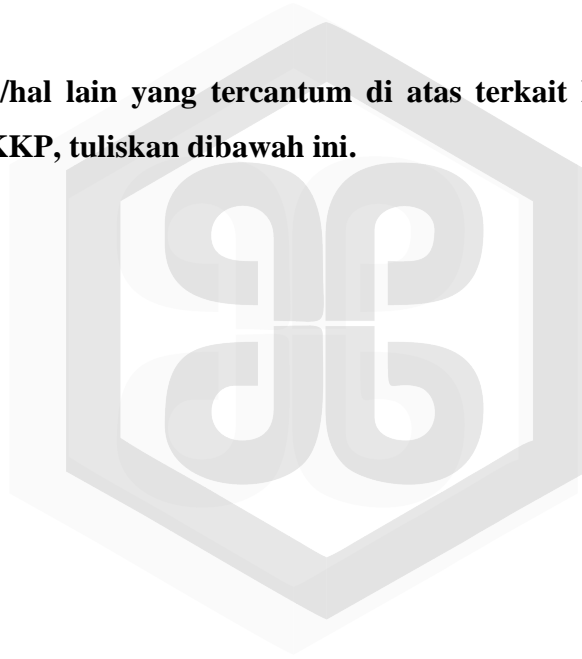 /hal lain yang tercantum di atas terkait
KKP, tuliskan dibawah ini.